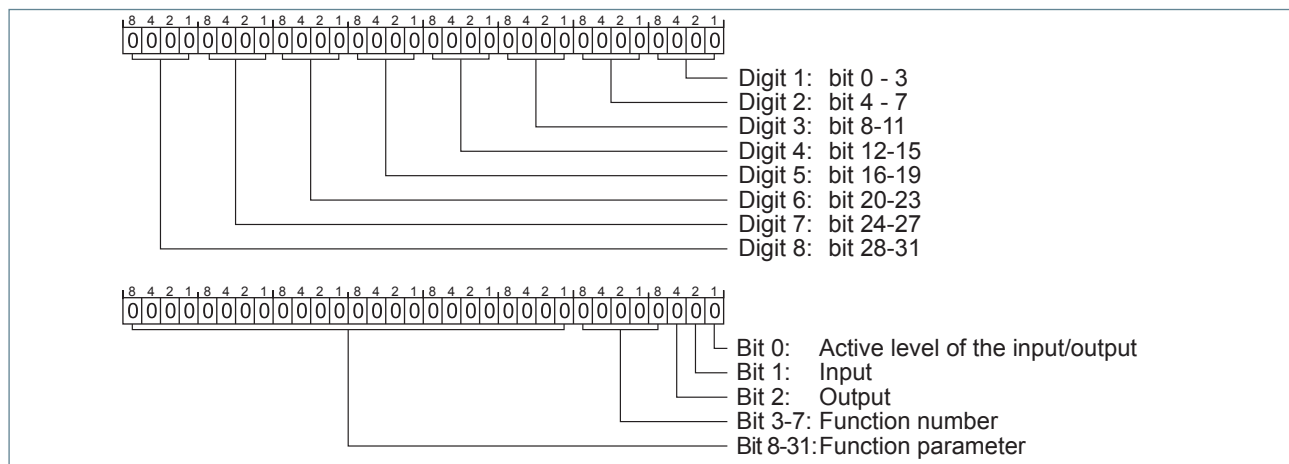 8 4 2 1 8 4 2 1 8 4 2 1 8 4 2 1 8 4 2 1 8 4 2 1 8 4 2 1 8 4 2 1
0 0 0 0 0 0 0 0 0 0 0 0 0 0 0 0 0 0 0 0 0 0 0 0 0 0 0 0 0 0 0 0
Digit 1: bit 0 - 3
Digit 2: bit 4 - 7
Digit 3: bit 8-11
Digit 4: bit 12-15
Digit 5: bit 16-19
Digit 6: bit 20-23
Digit 7: bit 24-27
Digit 8: bit 28-31
8 4 2 1 8 4 2 1 8 4 2 1 8 4 2 1 8 4 2 1 8 4 2 1 8 4 2 1 8 4 2 1
0 0 0 0 0 0 0 0 0 0 0 0 0 0 0 0 0 0 0 0 0 0 0 0 0 0 0 0 0 0 0 0
Bit 0: Active level of the input/output
Bit 1: Input
Bit 2: Output
Bit 3-7: Function number
Bit 8-31: Function parameter